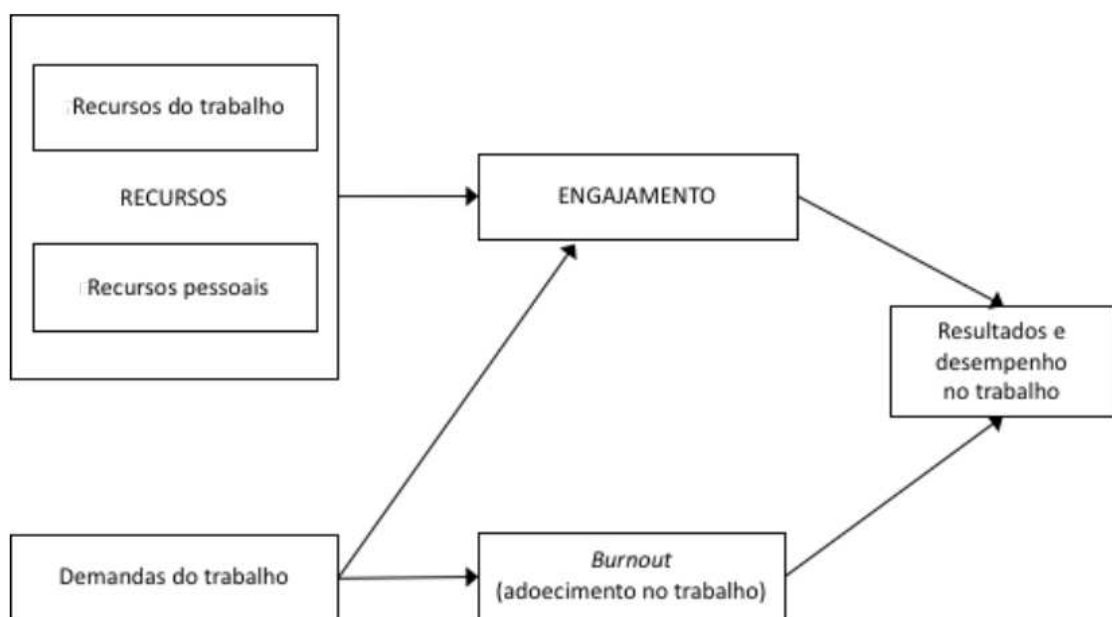 Recursos do trabalho
RECURSOS
Recursos pessoais
ENGAJAMENTO
Resultados e
desempenho
no trabalho
Demandas do trabalho
Burnout
(adoecimento no trabalho)